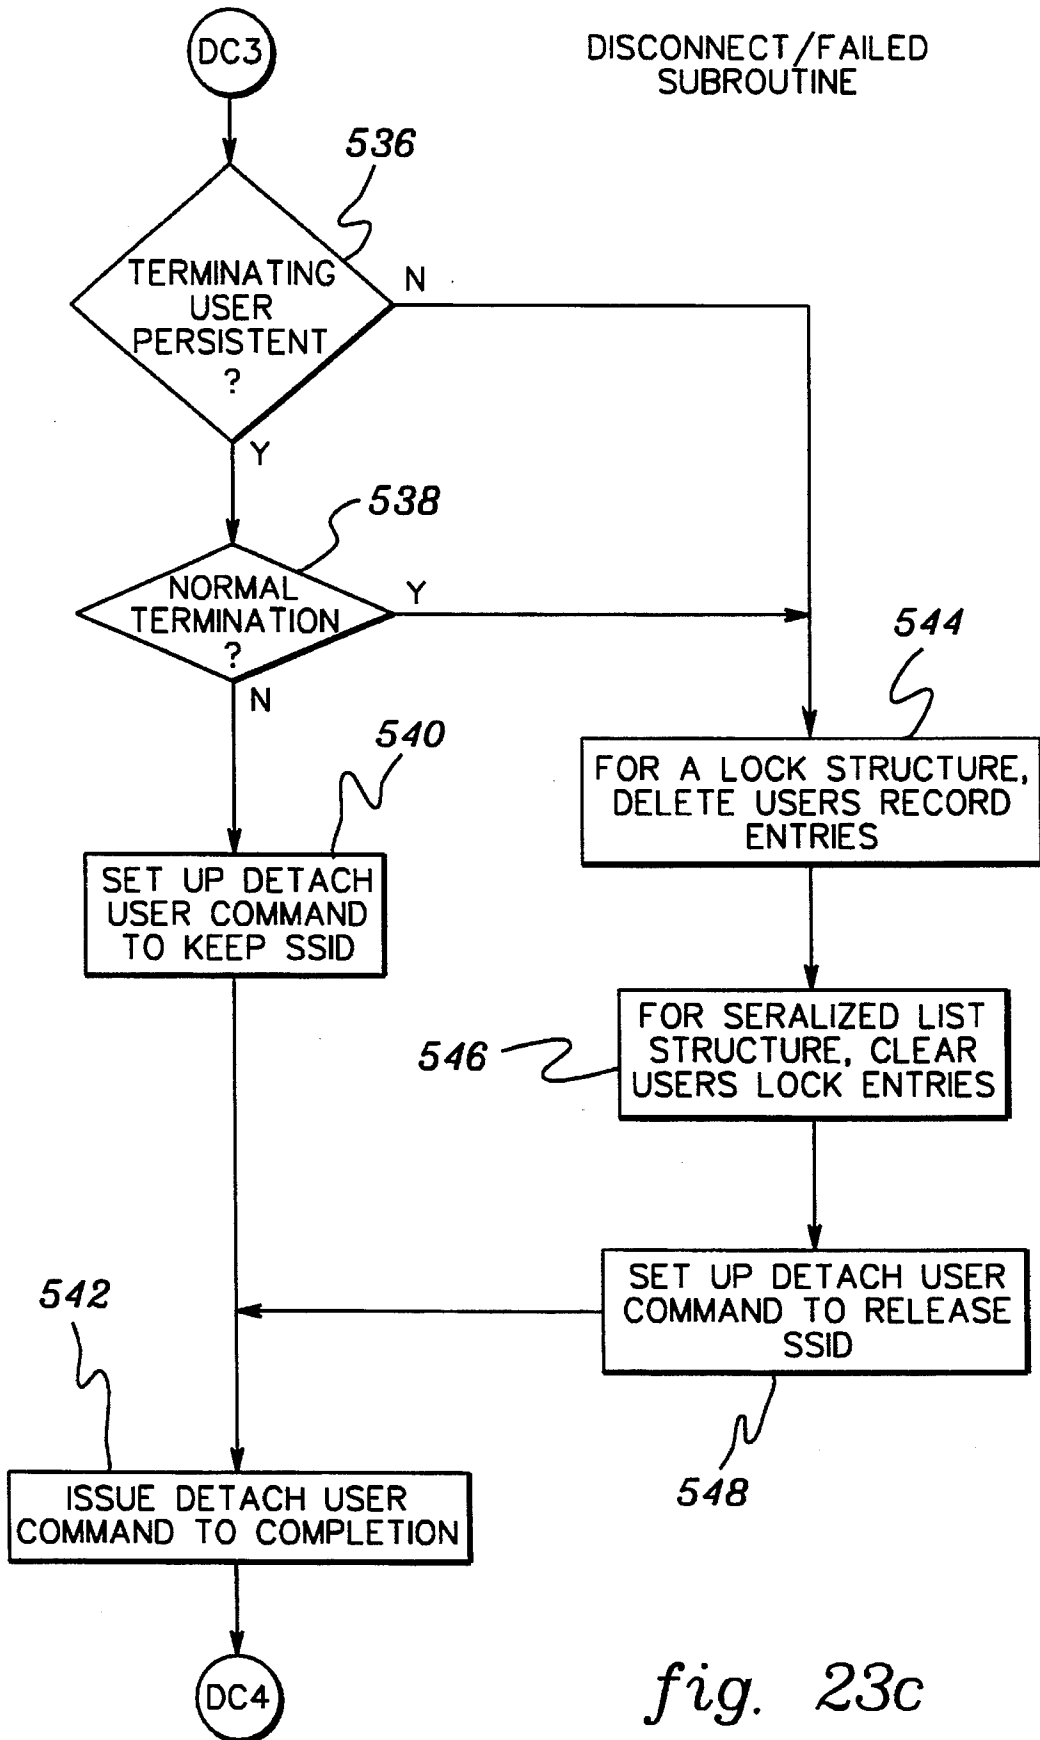 DC3
DISCONNECT/FAILED
SUBROUTINE
536
TERMINATING
USER
PERSISTENT
?
N
Y
538
NORMAL
TERMINATION
?
Y
N
544
540
FOR A LOCK STRUCTURE,
DELETE USERS RECORD
ENTRIES
SET UP DETACH
USER COMMAND
TO KEEP SSID
FOR SERALIZED LIST
STRUCTURE, CLEAR
USERS LOCK ENTRIES
546
SET UP DETACH USER
COMMAND TO RELEASE
SSID
542
548
ISSUE DETACH USER
COMMAND TO COMPLETION
DC4
fig. 23c